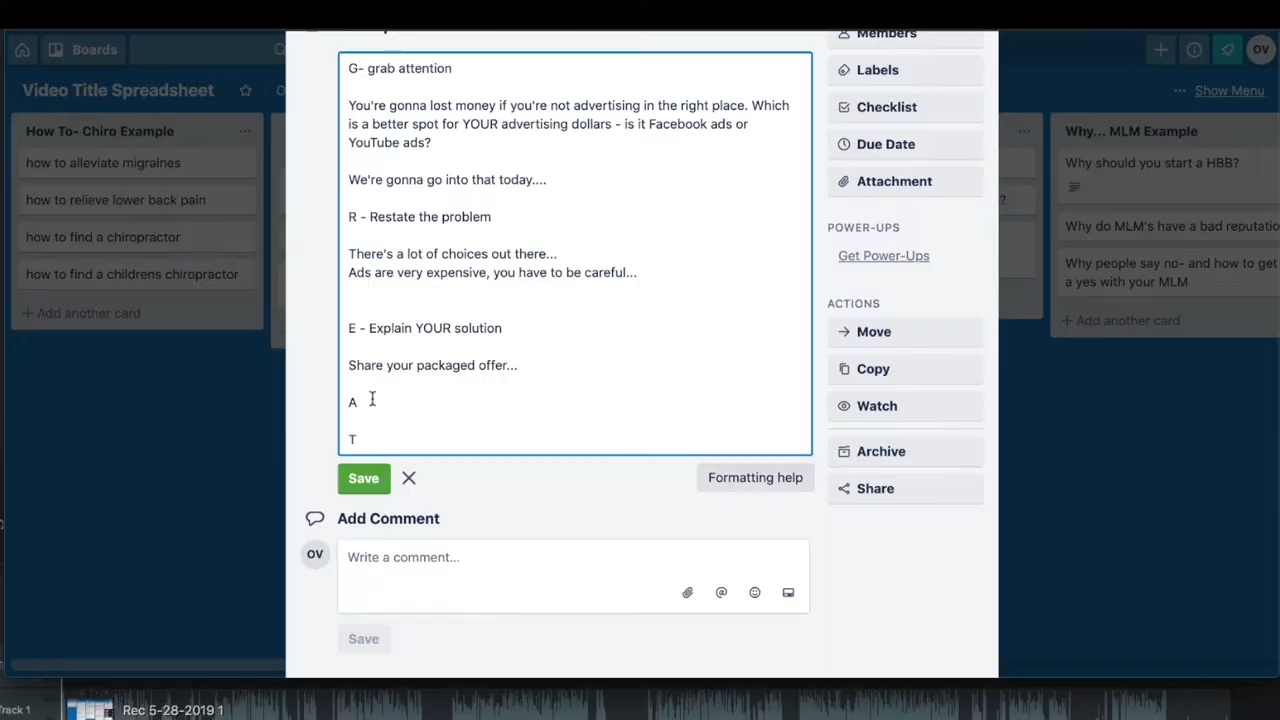 Members
Boards
OV
G- grab attention
Labels
Video Title Spreadsheet
Show Menu
You're gonna lost money if you're not advertising in the right place. Which
is a better spot for YOUR advertising dollars - is it Facebook ads or
YouTube ads?
Checklist
How To- Chiro Example
Why... MLM Example
Due Date
how to alleviate migraines
Why should you start a HBB?
We're gonna go into that today....
Attachment
how to relieve lower back pain
?
R - Restate the problem
POWER-UPS
Why do MLM's have a bad reputatio
how to find a chiropractor
There's a lot of choices out there...
Get Power-Ups
Ads are very expensive, you have to be careful...
Why people say no- and how to get
a yes with your MLM
how to find a childrens chiropractor
ACTIONS
+ Add another card
+ Add another card
E - Explain YOUR solution
Move
Share your packaged offer...
Copy
A
Watch
T
Archive
Save
Formatting help
Share
Add Comment
OV
Write a comment...
Save
Track 1
Rec 5-28-2019 1